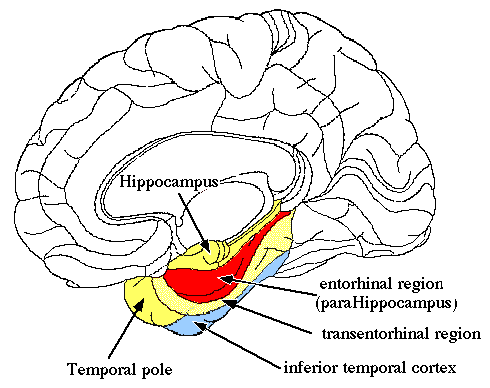 Hippocampus
entorhinal region
(paraHippocampus)
transentorhinal region
inferior temporal cortex
Temporal pole